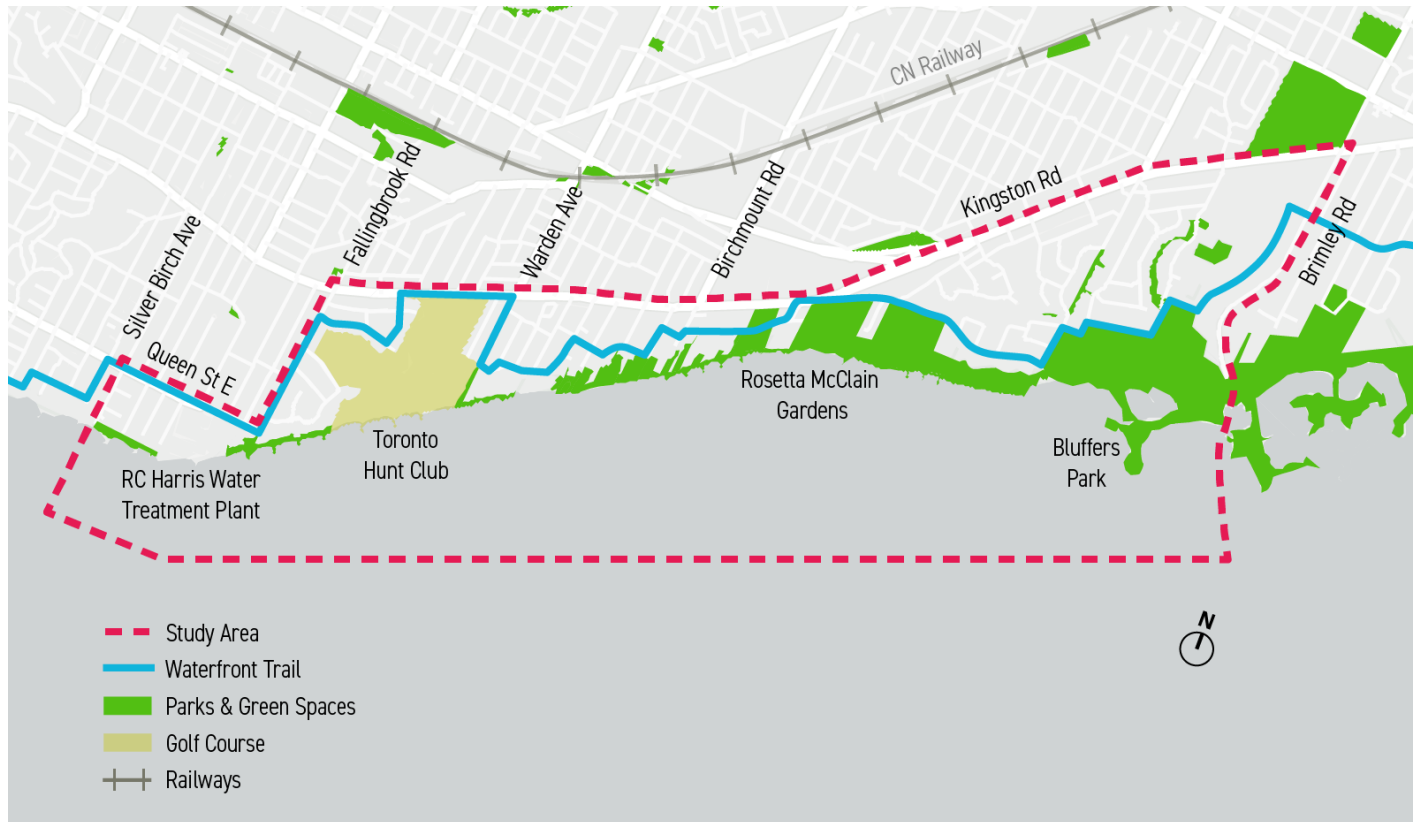 CN Railway
Fallingbrook Rd
Warden Ave
Birchmount Rd
Kingston Rd
Silver Birch Ave
Queen St E
Brimley Rd
Rosetta McClain
Gardens
Toronto
Hunt Club
Bluffers
Park
RC Harris Water
Treatment Plant
N
Study Area
Waterfront Trail
Parks & Green Spaces
Golf Course
Railways